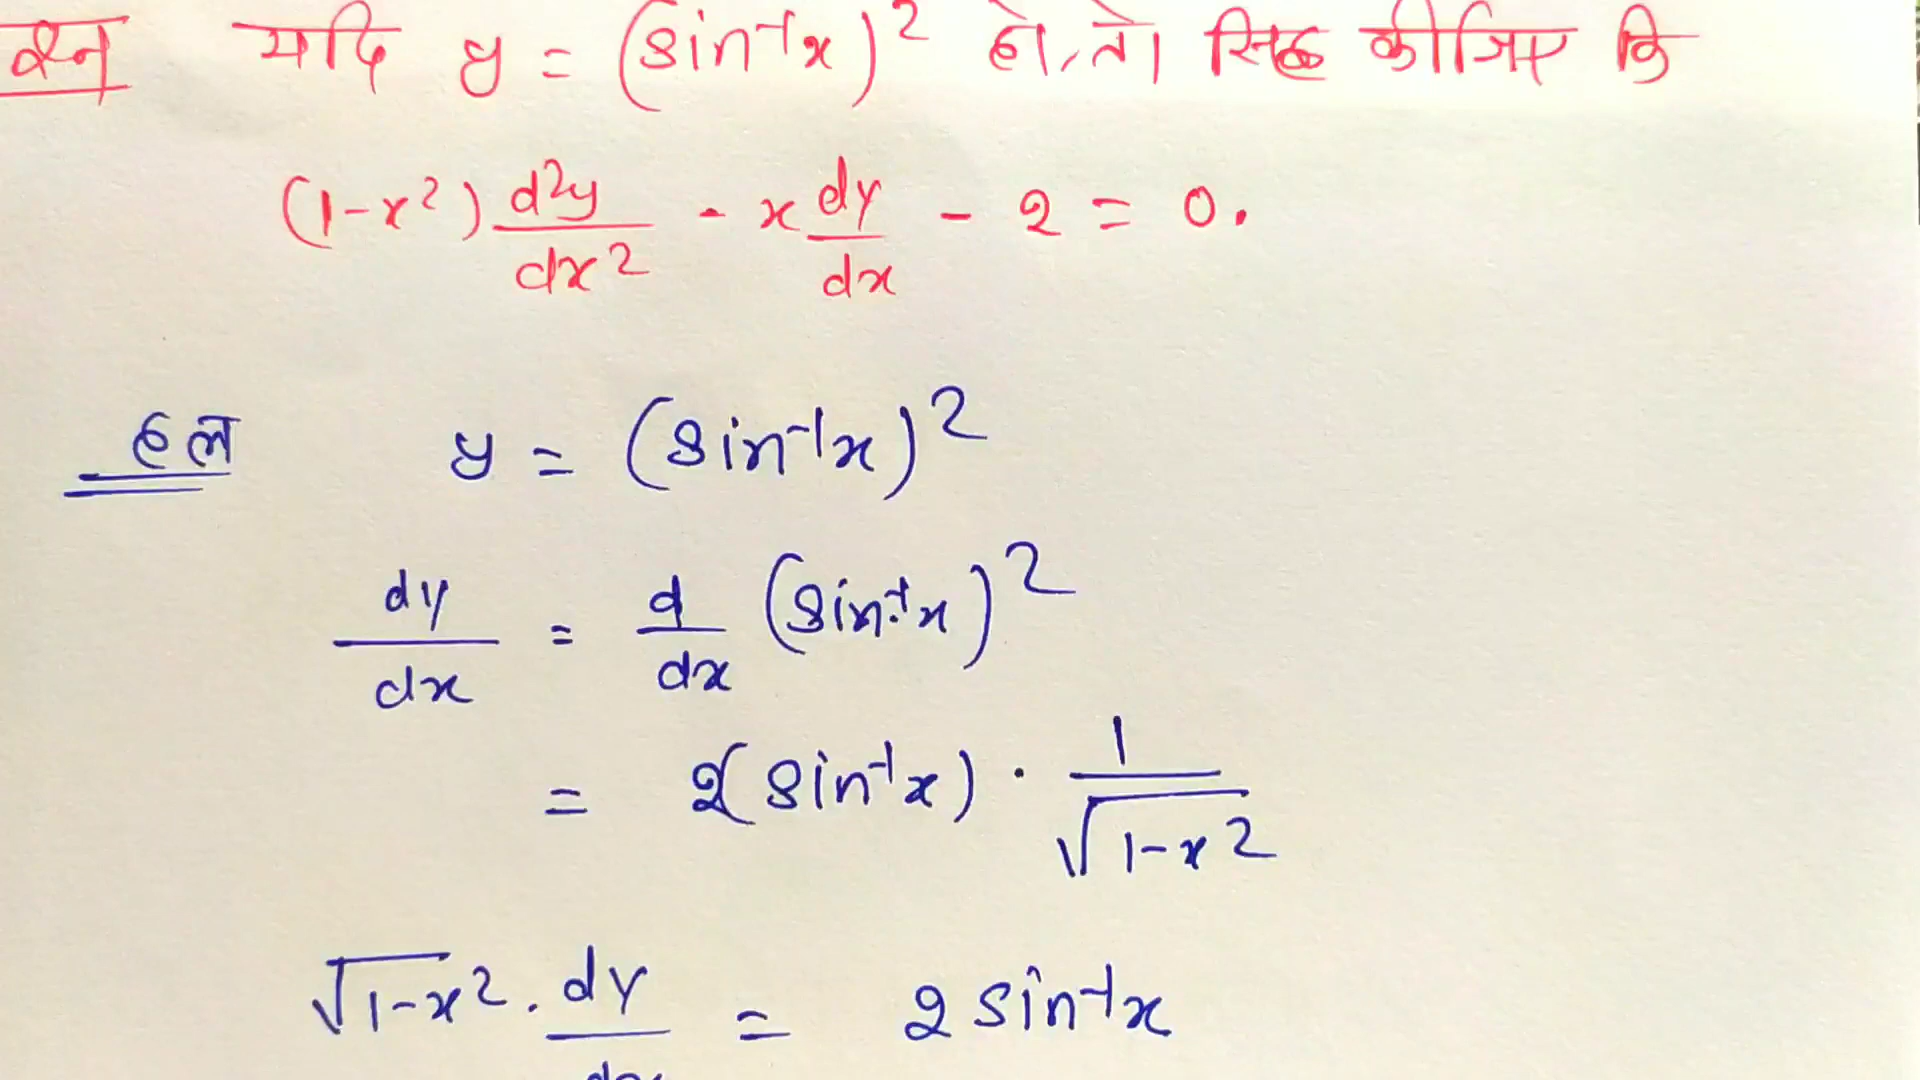 प्रश्न यदि y = (sin⁻¹x)² हो, तो सिद्ध कीजिए कि
(1-x²) d²y/dx² - x dy/dx - 2 = 0.
हल y = (sin⁻¹x)²
dy/dx = d/dx (sin⁻¹x)²
= 2(sin⁻¹x) · 1/√1-x²
√1-x² . dy/dx = 2 sin⁻¹x